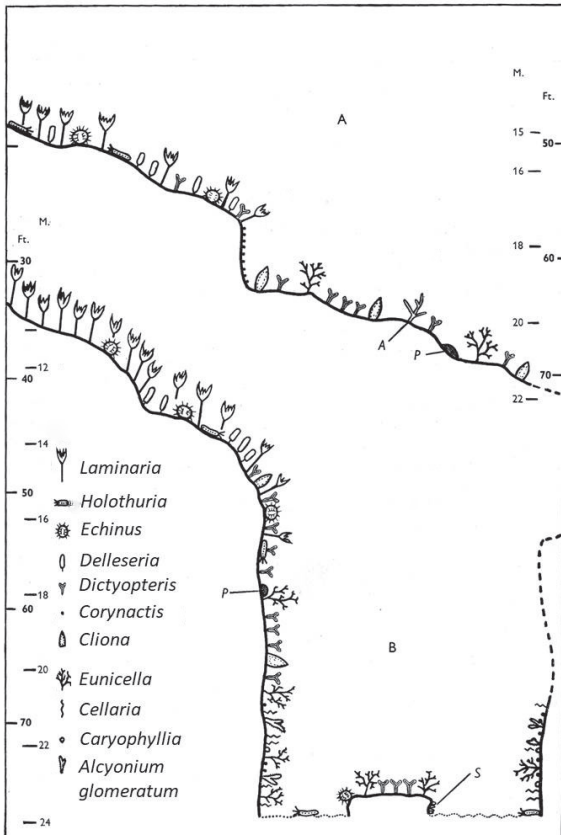 M.
Ft.
A
15
50
16
M.
Ft.
18
60
30
20
A
P
12
40
70
22
14
Laminaria
50
Holothuria
16
Echinus
Delleseria
Dictyopteris
P
18
60
Corynactis
Cliona
B
20
Eunicella
Cellaria
70
22
Caryophyllia
S
Alcyonium
glomeratum
24